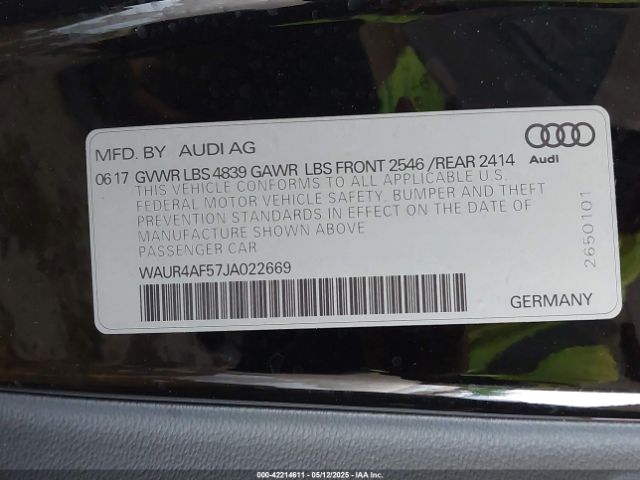 MFD. BY AUDI AG
Audi
06 17 GVWR LBS 4839 GAWR LBS FRONT 2546 /REAR 2414
THIS VEHICLE CONFORMS TO ALL APPLICABLE U.S.
FEDERAL MOTOR VEHICLE SAFETY, BUMPER AND THEFT
PREVENTION STANDARDS IN EFFECT ON THE DATE OF
MANUFACTURE SHOWN ABOVE
PASSENGER CAR
2650101
WAUR4AF57JA022669
GERMANY
000-42214611 - 05/12/2025 - IAAI.com